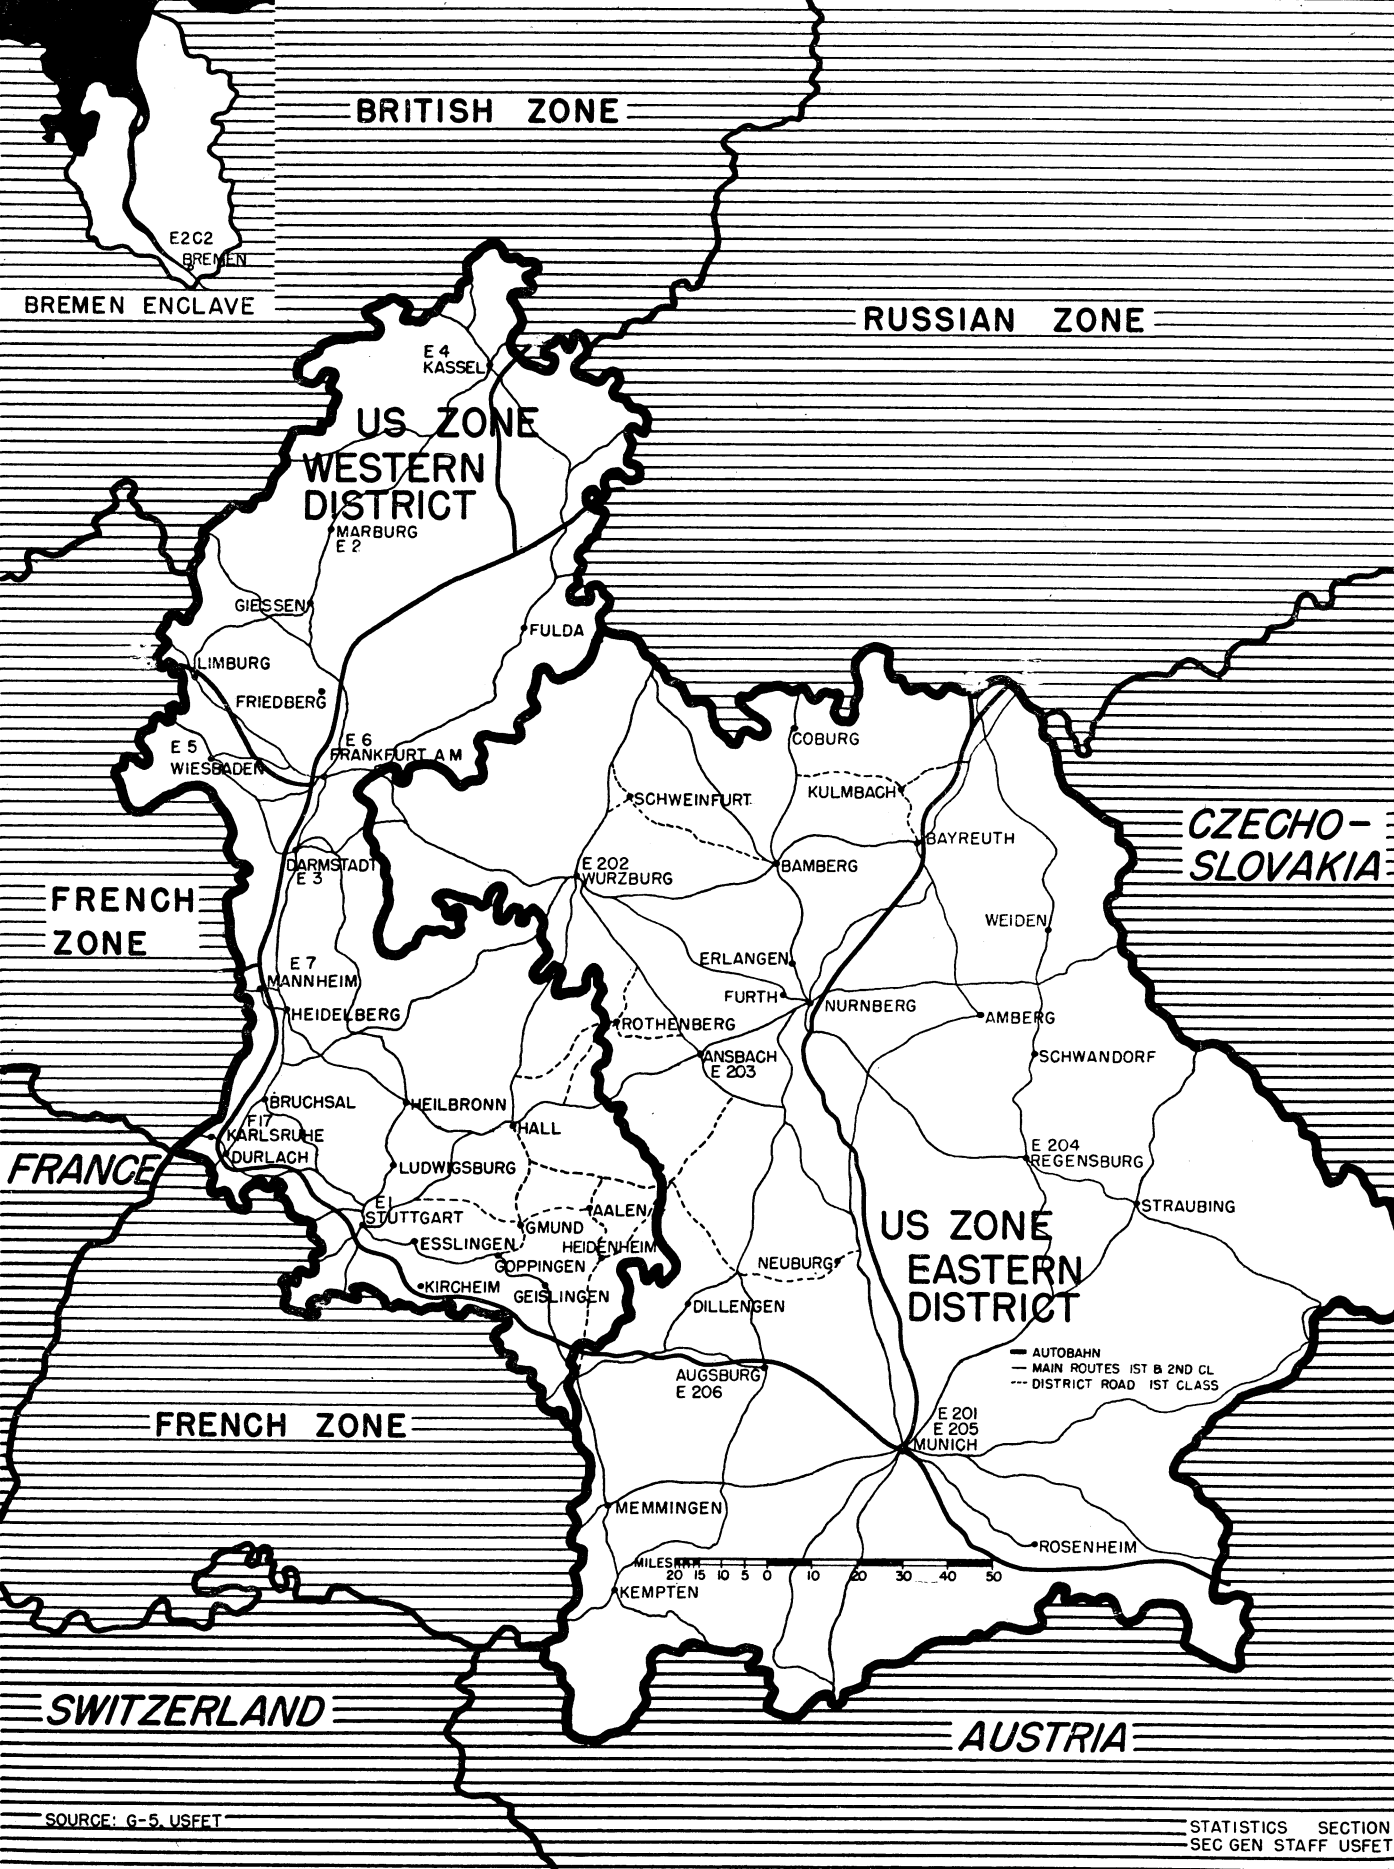 BRITISH ZONE
E2C2
BREMEN
BREMEN ENCLAVE
RUSSIAN ZONE
E 4
KASSEL
US ZONE
WESTERN
DISTRICT
MARBURG
E 2
GIESSEN
FULDA
LIMBURG
FRIEDBERG
E 5
WIESBADEN
E 6
FRANKFURT A M
COBURG
KULMBACH
SCHWEINFURT
BAYREUTH
CZECHO-
SLOVAKIA
DARMSTADT
E 3
E 202
WURZBURG
BAMBERG
FRENCH
ZONE
WEIDEN
E 7
MANNHEIM
HEIDELBERG
ERLANGEN
FURTH
NURNBERG
AMBERG
ROTHENBERG
ANSBACH
E 203
SCHWANDORF
BRUCHSAL
HEILBRONN
F17
KARLSRUHE
DURLACH
HALL
FRANCE
LUDWIGSBURG
E 204
REGENSBURG
STRAUBING
E 1
STUTTGART
AALEN
GMUND
ESSLINGEN
HEIDENHEIM
GOPPINGEN
KIRCHEIM
GEISLINGEN
NEUBURG
US ZONE
EASTERN
DISTRICT
DILLENGEN
AUTOBAHN
MAIN ROUTES 1ST & 2ND CL
DISTRICT ROAD 1ST CLASS
AUGSBURG
E 206
E 201
E 205
MUNICH
FRENCH ZONE
MEMMINGEN
ROSENHEIM
MILES
20 15 10 5 0 10 20 30 40 50
KEMPTEN
SWITZERLAND
AUSTRIA
SOURCE: G-5, USFET
STATISTICS SECTION
SEC GEN STAFF USFET